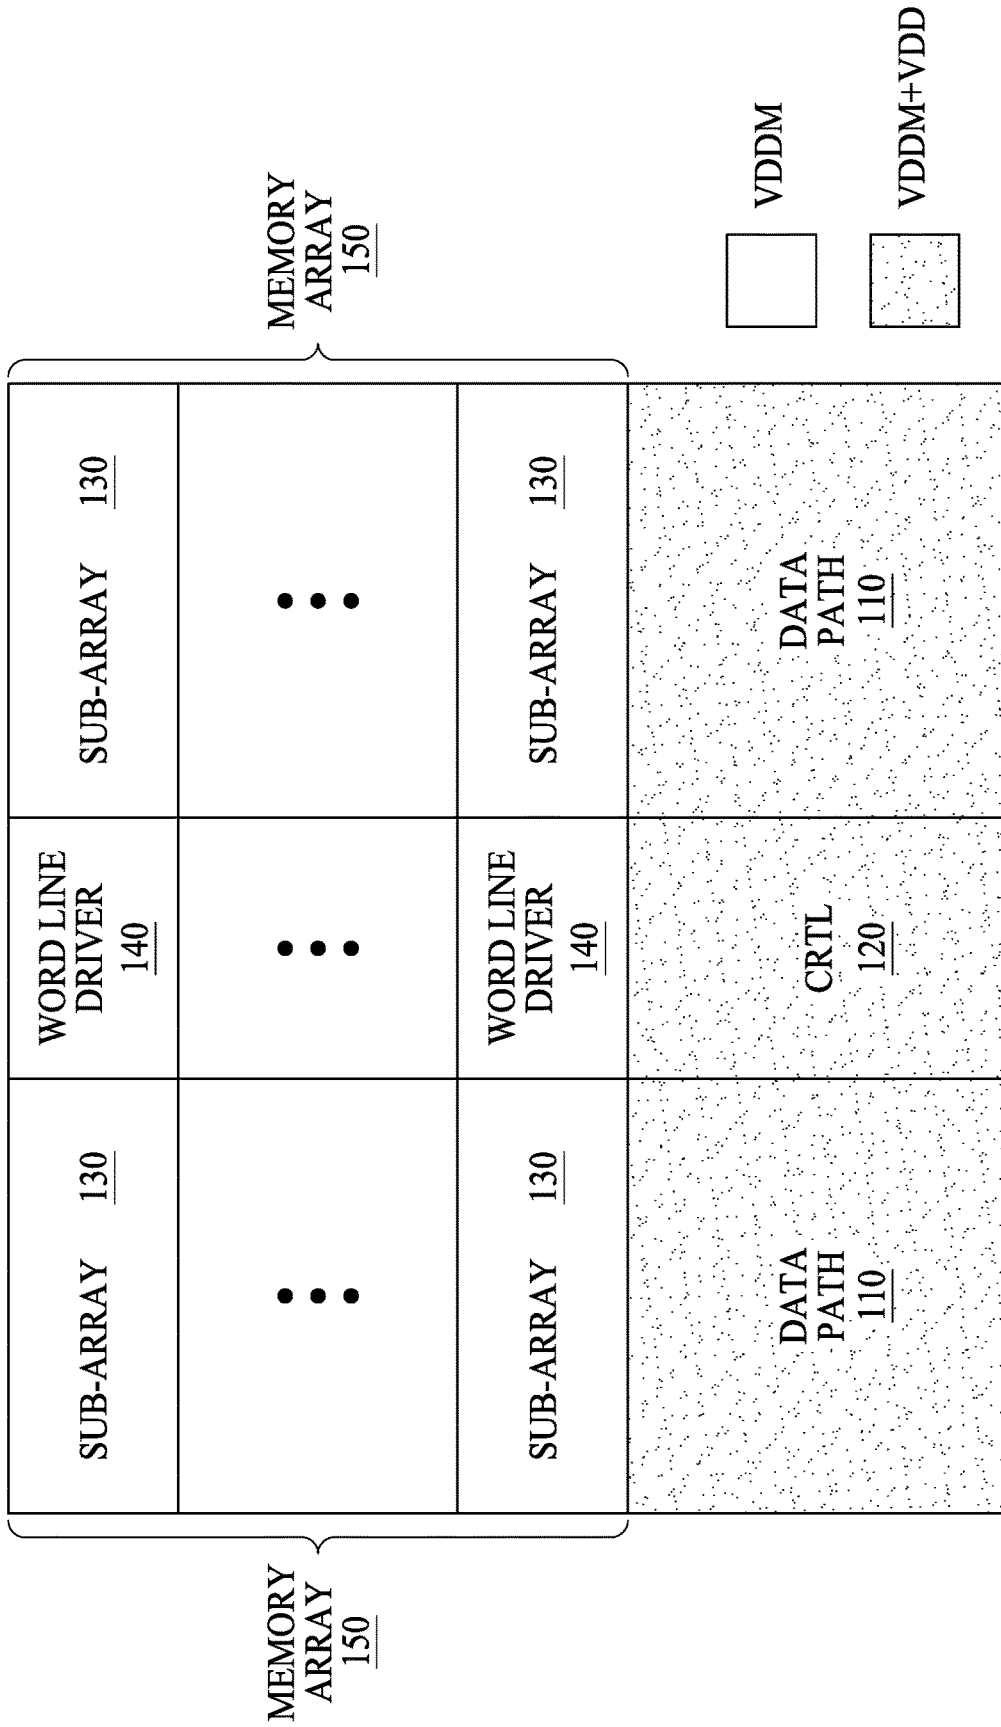 MEMORY
ARRAY
150
SUB-ARRAY 130
WORD LINE
DRIVER
140
SUB-ARRAY 130
MEMORY
ARRAY
150
SUB-ARRAY 130
WORD LINE
DRIVER
140
SUB-ARRAY 130
DATA
PATH
110
CRTL
120
DATA
PATH
110
VDDM
VDDM+VDD